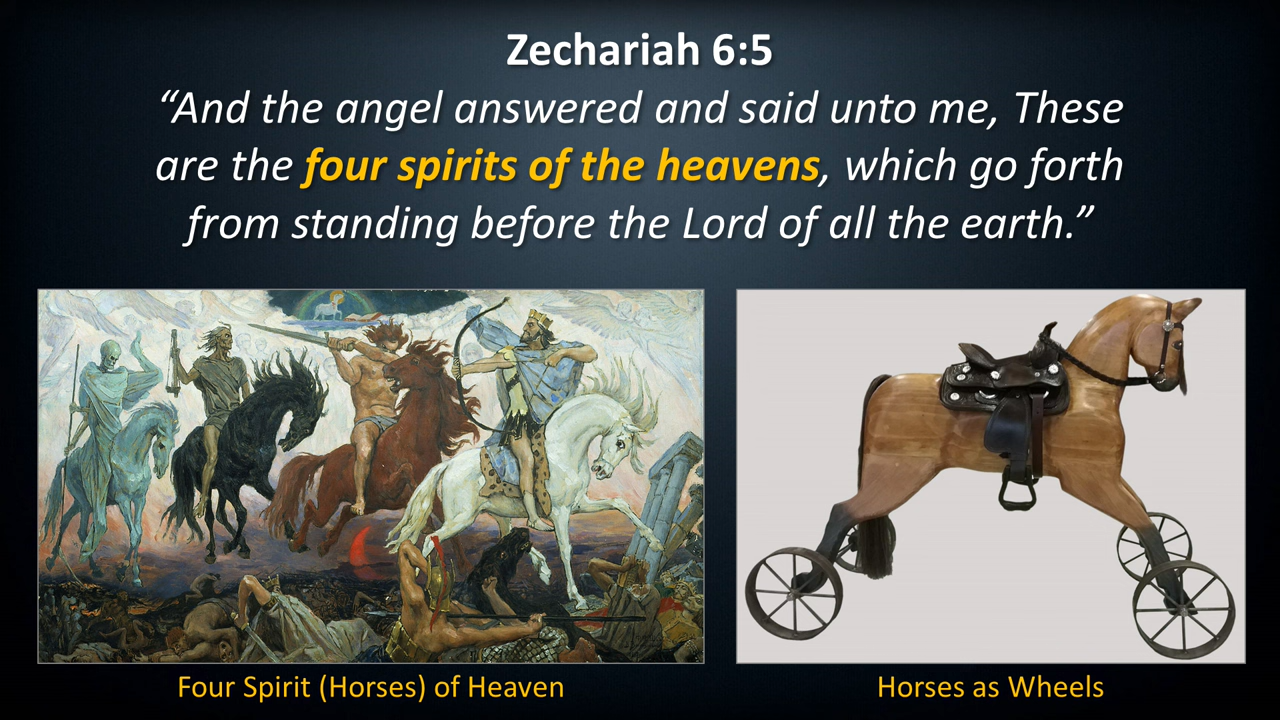 Zechariah 6:5
“And the angel answered and said unto me, These
are the four spirits of the heavens, which go forth
from standing before the Lord of all the earth.”
Four Spirit (Horses) of Heaven
Horses as Wheels